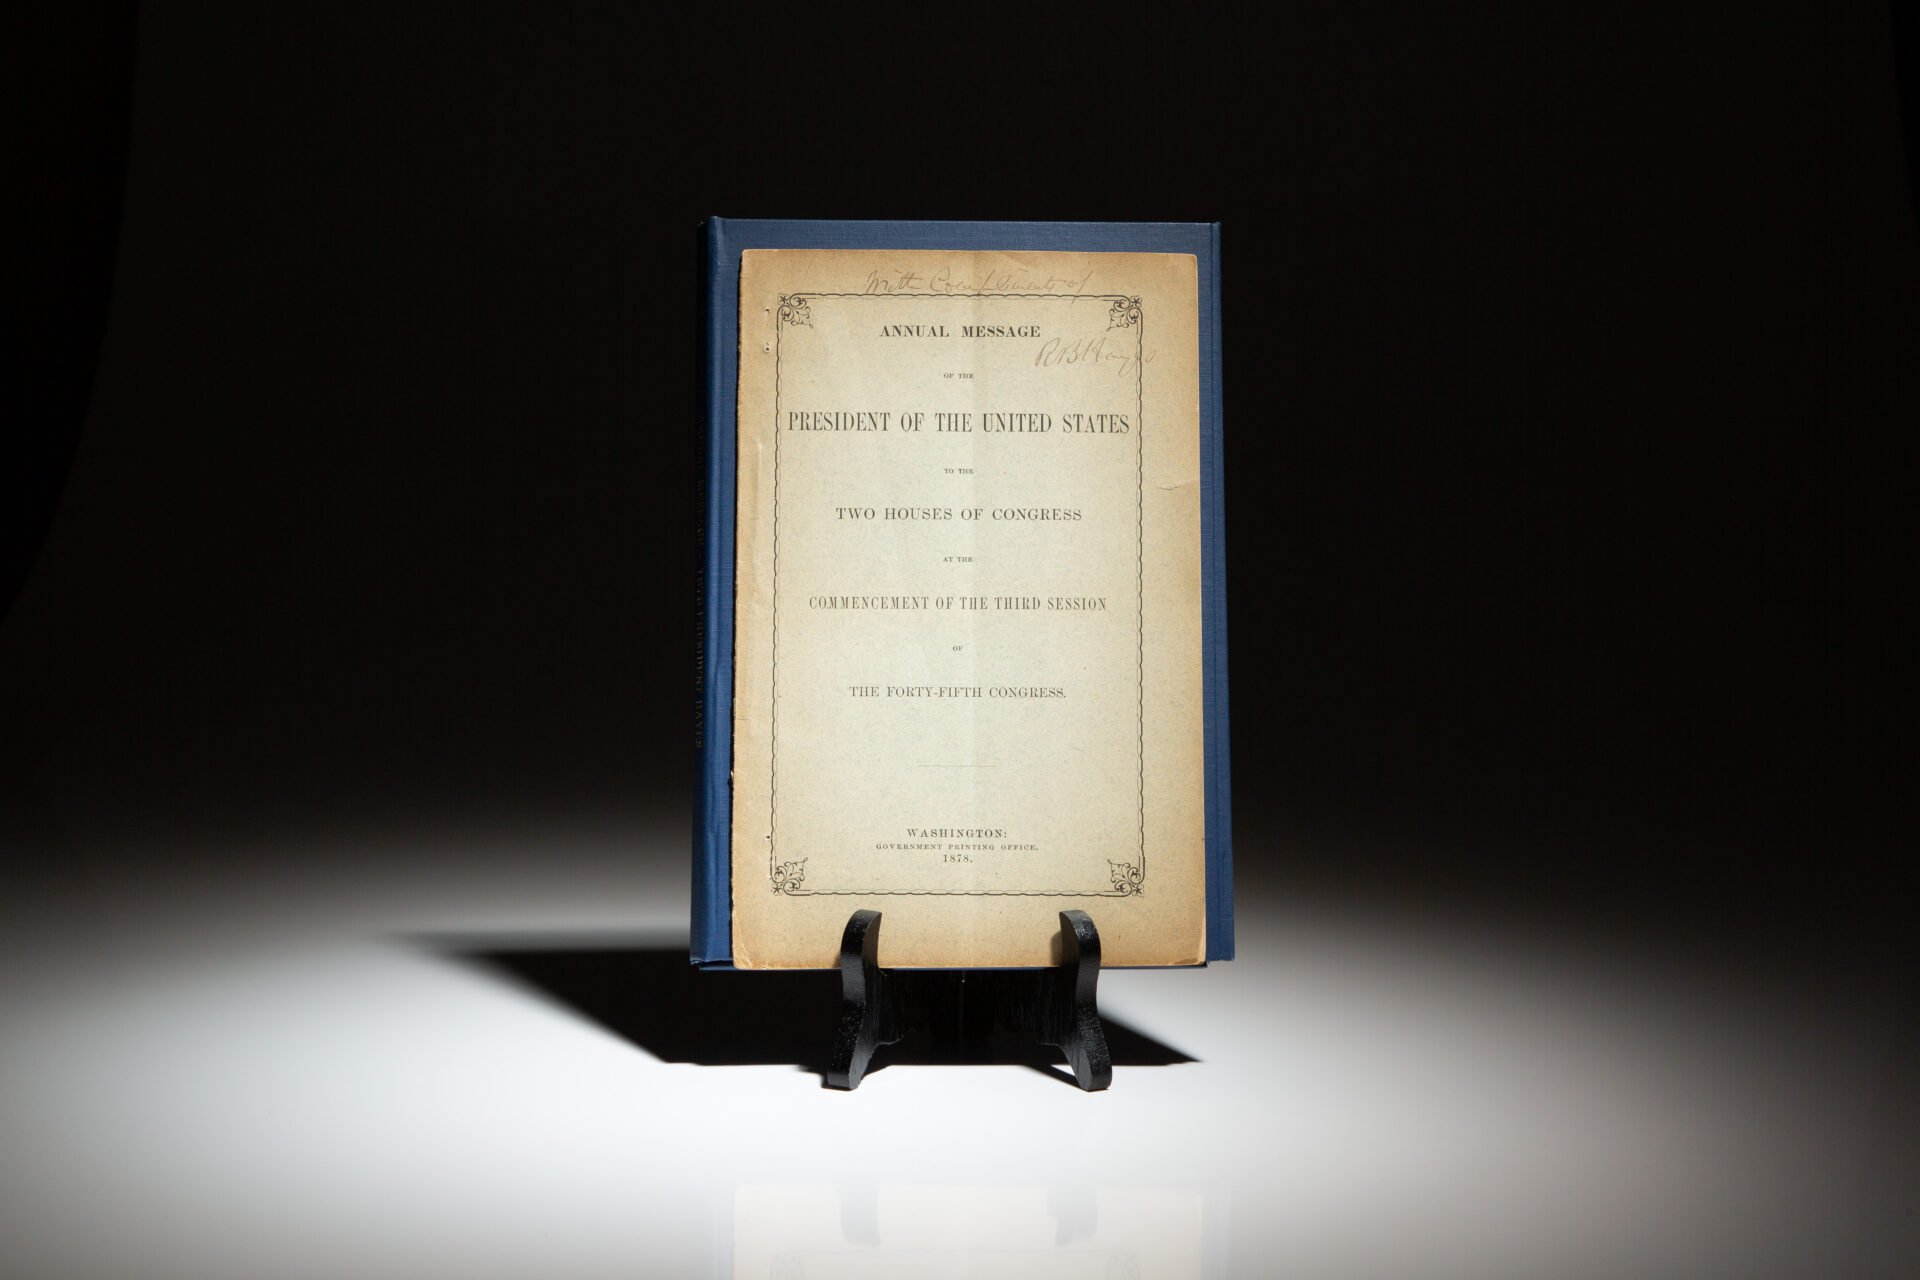 With Compliments of
ANNUAL MESSAGE
R B Hayes
OF THE
PRESIDENT OF THE UNITED STATES
TO THE
TWO HOUSES OF CONGRESS
AT THE
COMMENCEMENT OF THE THIRD SESSION
OF
THE FORTY-FIFTH CONGRESS.
WASHINGTON:
GOVERNMENT PRINTING OFFICE.
1878.